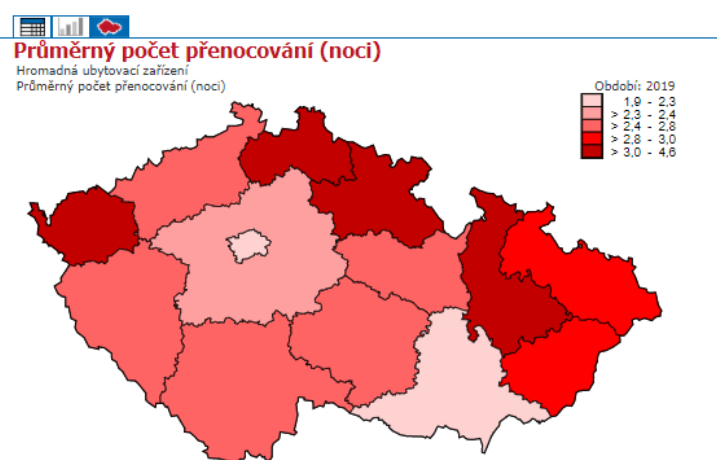 Průměrný počet přenocování (noci)
Hromadná ubytovací zařízení
Průměrný počet přenocování (noci)
Období: 2019
1,9 - 2,3
> 2,3 - 2,4
> 2,4 - 2,8
> 2,8 - 3,0
> 3,0 - 4,6